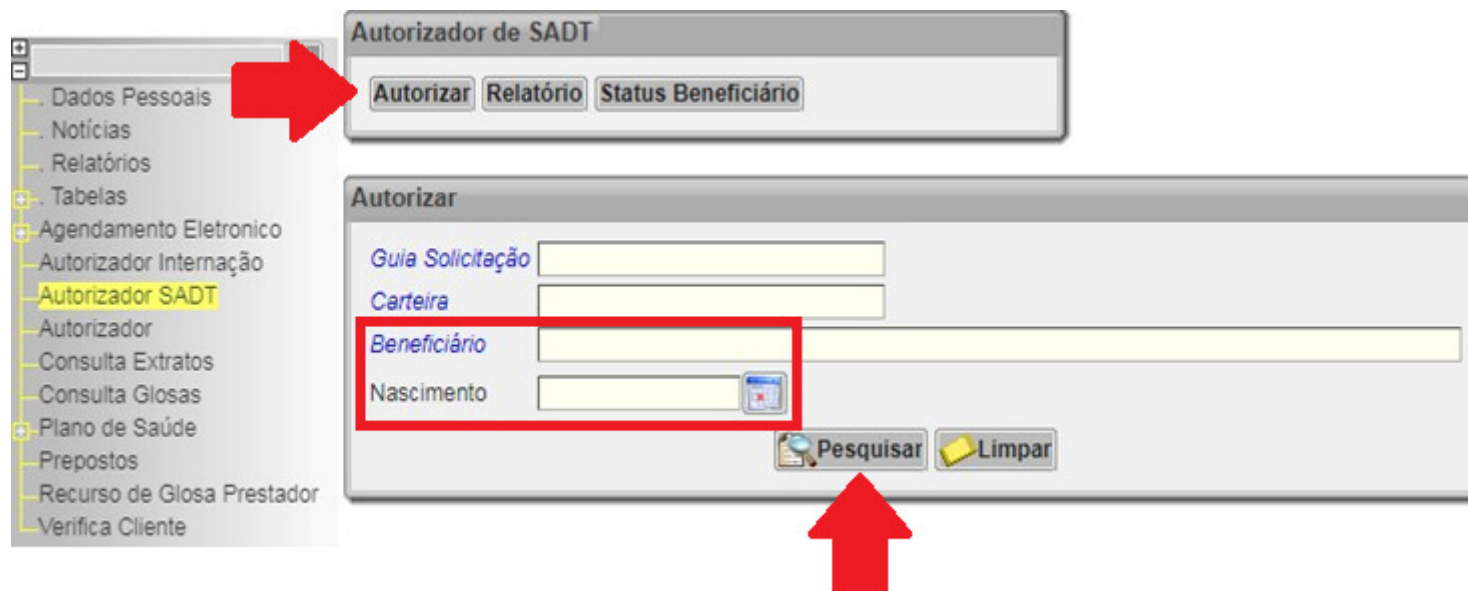 . Dados Pessoais
. Notícias
. Relatórios
. Tabelas
Agendamento Eletronico
Autorizador Internação
Autorizador SADT
Autorizador
Consulta Extratos
Consulta Glosas
Plano de Saúde
Prepostos
Recurso de Glosa Prestador
Verifica Cliente
Autorizador de SADT
Autorizar Relatório Status Beneficiário
Autorizar
Guia Solicitação
Carteira
Beneficiário
Nascimento
Pesquisar Limpar